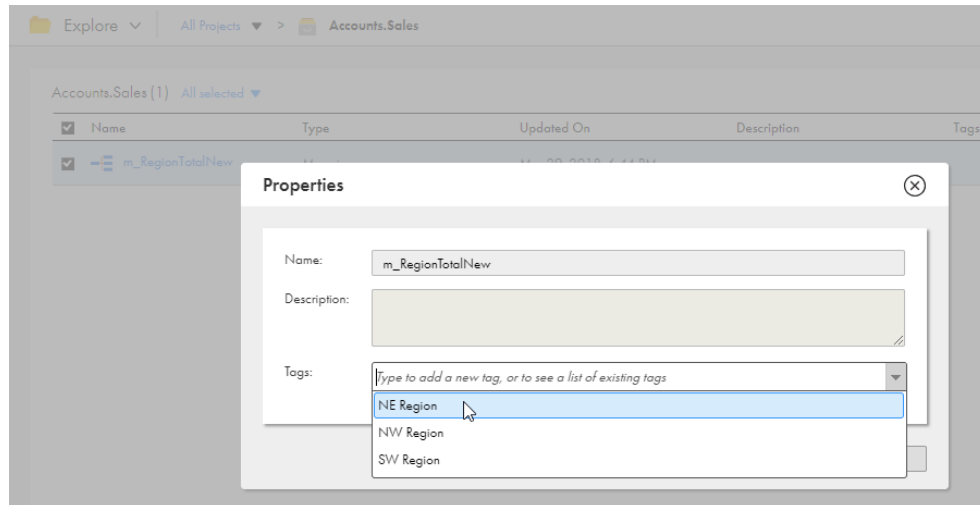 Explore All Projects > Accounts.Sales
Accounts.Sales (1) All selected
Name Type Updated On Description Tags
m_RegionTotalNew
Properties
Name: m_RegionTotalNew
Description:
Tags: Type to add a new tag, or to see a list of existing tags
NE Region
NW Region
SW Region